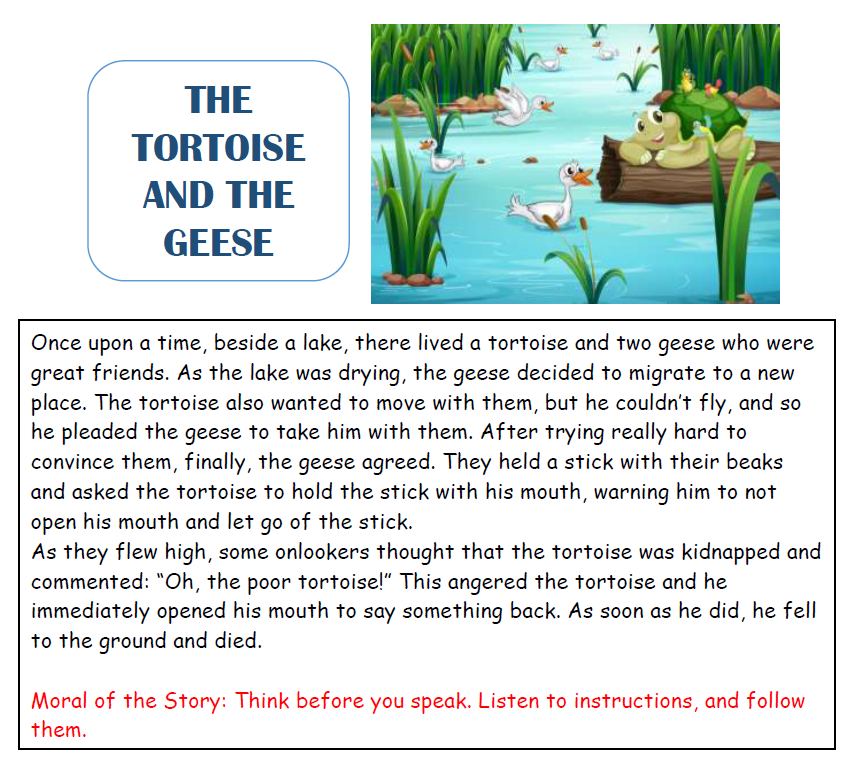 THE
TORTOISE
AND THE
GEESE
Once upon a time, beside a lake, there lived a tortoise and two geese who were
great friends. As the lake was drying, the geese decided to migrate to a new
place. The tortoise also wanted to move with them, but he couldn’t fly, and so
he pleaded the geese to take him with them. After trying really hard to
convince them, finally, the geese agreed. They held a stick with their beaks
and asked the tortoise to hold the stick with his mouth, warning him to not
open his mouth and let go of the stick.
As they flew high, some onlookers thought that the tortoise was kidnapped and
commented: “Oh, the poor tortoise!” This angered the tortoise and he
immediately opened his mouth to say something back. As soon as he did, he fell
to the ground and died.
Moral of the Story: Think before you speak. Listen to instructions, and follow
them.